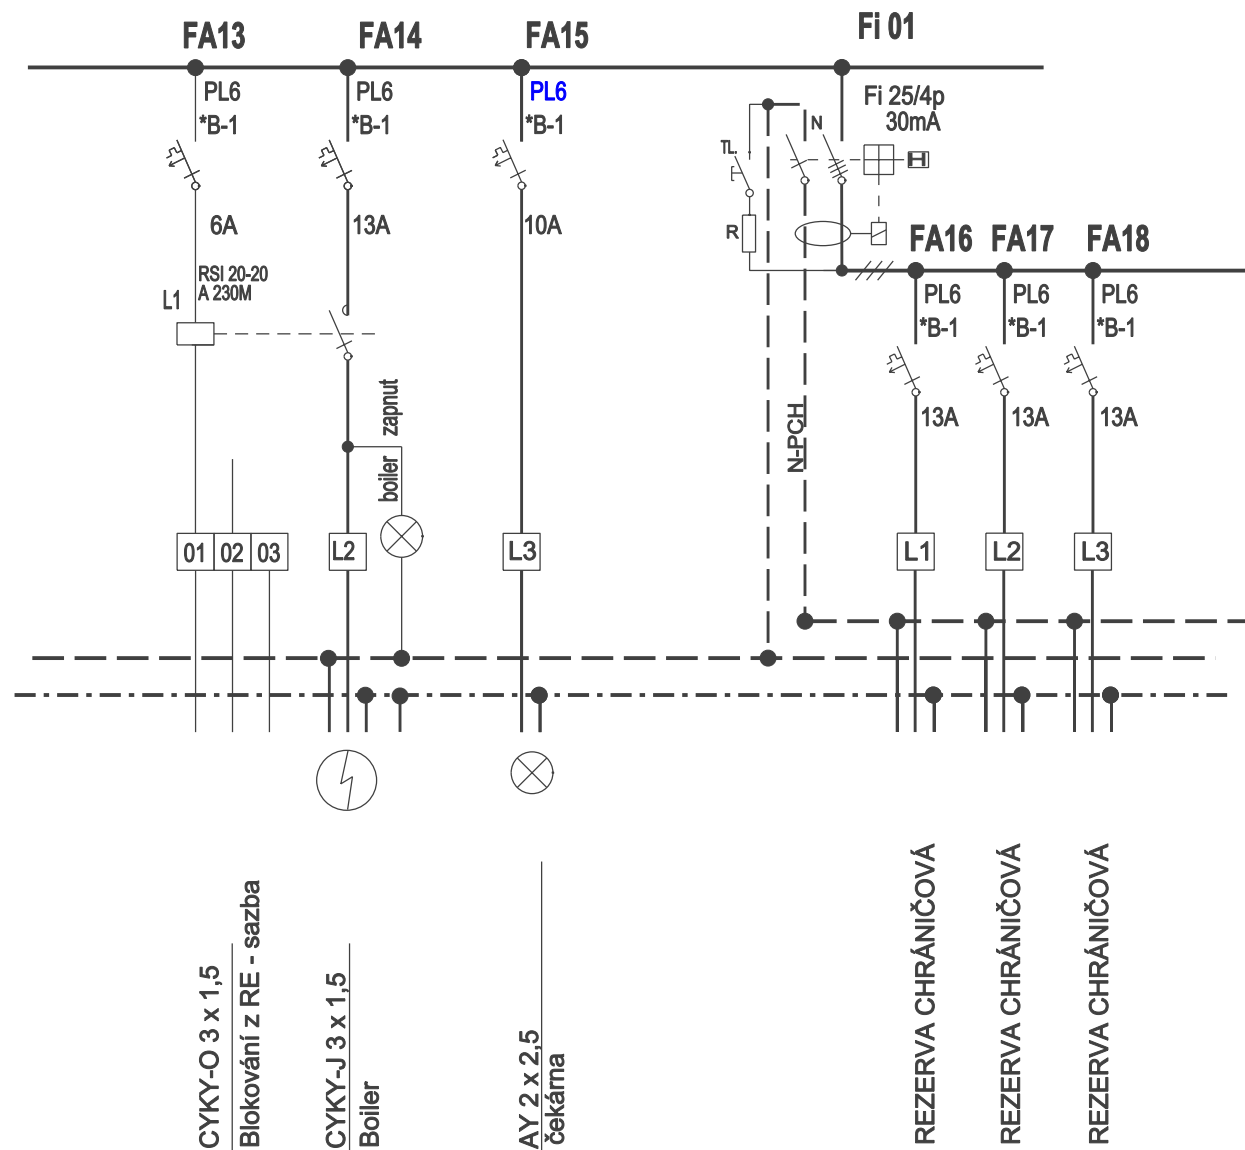 FA13
FA14
FA15
Fi 01
PL6
*B-1
PL6
*B-1
PL6
*B-1
Fi 25/4p
30mA
TL.
N
6A
13A
10A
R
FA16
FA17
FA18
RSI 20-20
A 230M
L1
PL6
*B-1
PL6
*B-1
PL6
*B-1
H
boiler zapnut
N-PCH
13A
13A
13A
01
02
03
L2
L3
L1
L2
L3
CYKY-O 3 x 1,5
Blokování z RE - sazba
CYKY-J 3 x 1,5
Boiler
AY 2 x 2,5
čekárna
REZERVA CHRÁNIČOVÁ
REZERVA CHRÁNIČOVÁ
REZERVA CHRÁNIČOVÁ